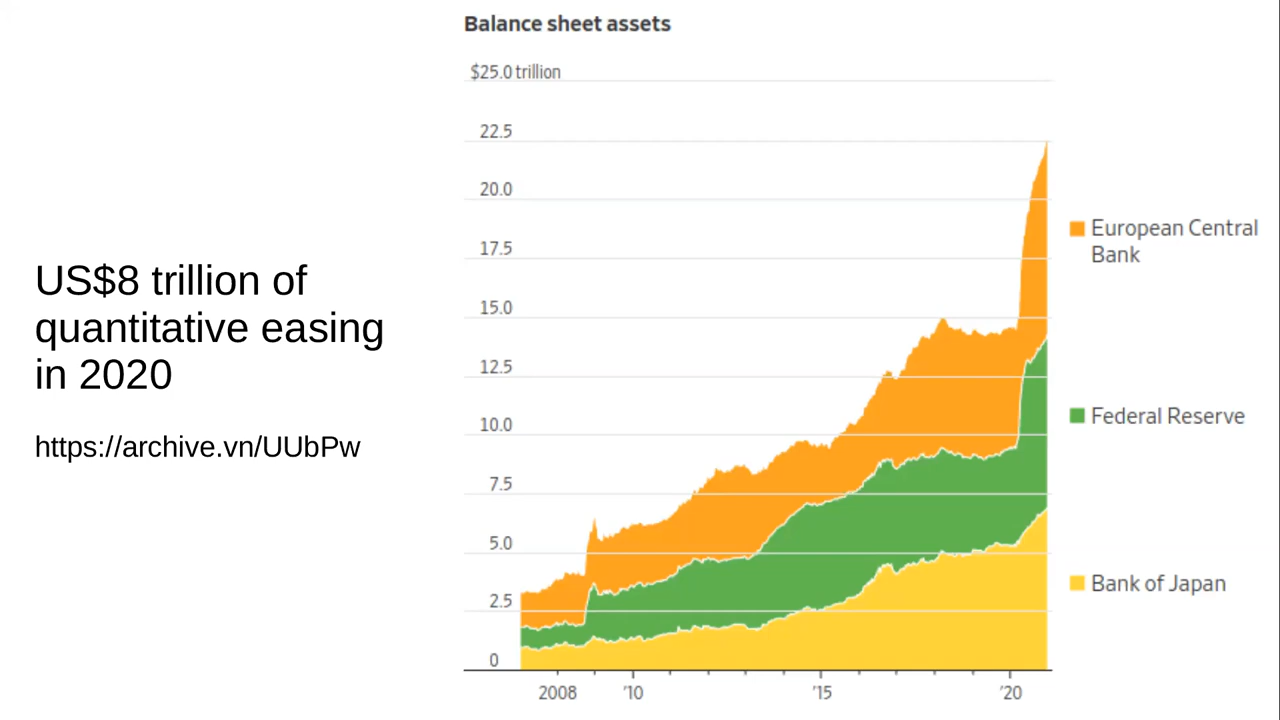 Balance sheet assets
$25.0 trillion
22.5
20.0
17.5
15.0
12.5
10.0
7.5
5.0
2.5
0
2008 '10 '15 '20
European Central
Bank
Federal Reserve
Bank of Japan
US$8 trillion of
quantitative easing
in 2020
https://archive.vn/UUbPw